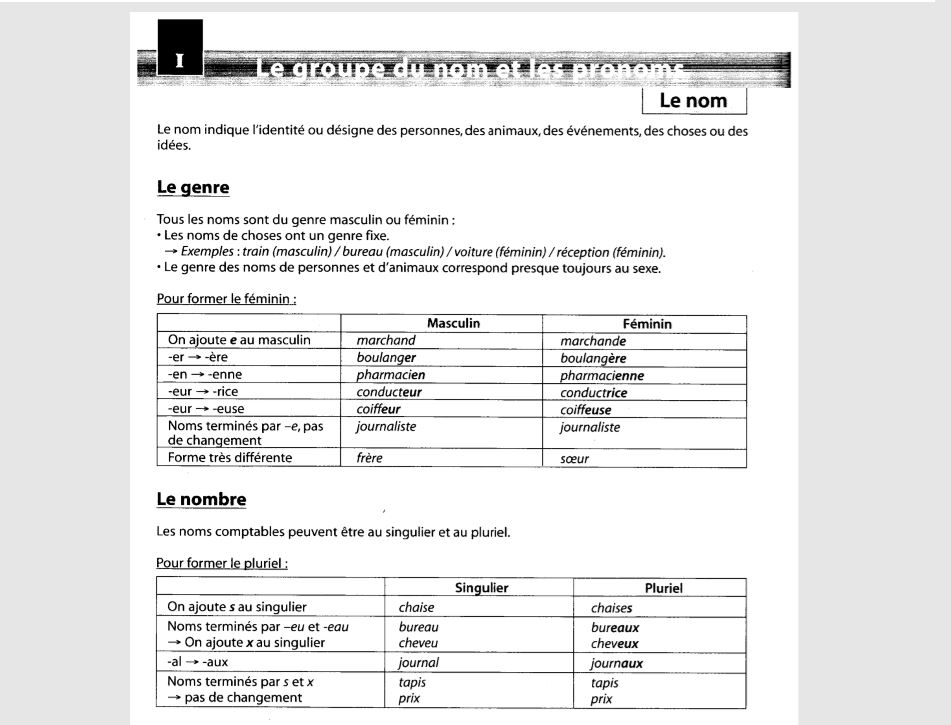 I
Le groupe du nom et les pronoms
Le nom
Le nom indique l'identité ou désigne des personnes, des animaux, des événements, des choses ou des
idées.
Le genre
Tous les noms sont du genre masculin ou féminin :
• Les noms de choses ont un genre fixe.
→ Exemples : train (masculin) / bureau (masculin) / voiture (féminin) / réception (féminin).
• Le genre des noms de personnes et d'animaux correspond presque toujours au sexe.
Pour former le féminin :
Masculin Féminin
On ajoute e au masculin marchand marchande
-er → -ère boulanger boulangère
-en → -enne pharmacien pharmacienne
-eur → -rice conducteur conductrice
-eur → -euse coiffeur coiffeuse
Noms terminés par –e, pas journaliste journaliste
de changement
Forme très différente frère sœur
Le nombre
Les noms comptables peuvent être au singulier et au pluriel.
Pour former le pluriel :
Singulier Pluriel
On ajoute s au singulier chaise chaises
Noms terminés par –eu et -eau bureau bureaux
→ On ajoute x au singulier cheveu cheveux
-al → -aux journal journaux
Noms terminés par s et x tapis tapis
→ pas de changement prix prix